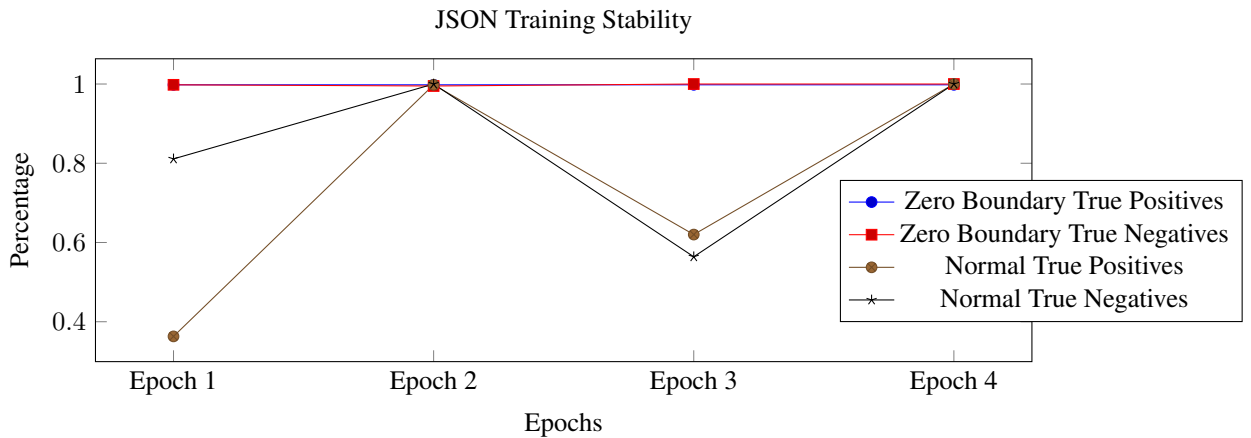 JSON Training Stability
1
0.8
0.6
0.4
Percentage
Zero Boundary True Positives
Zero Boundary True Negatives
Normal True Positives
Normal True Negatives
Epoch 1 Epoch 2 Epoch 3 Epoch 4
Epochs